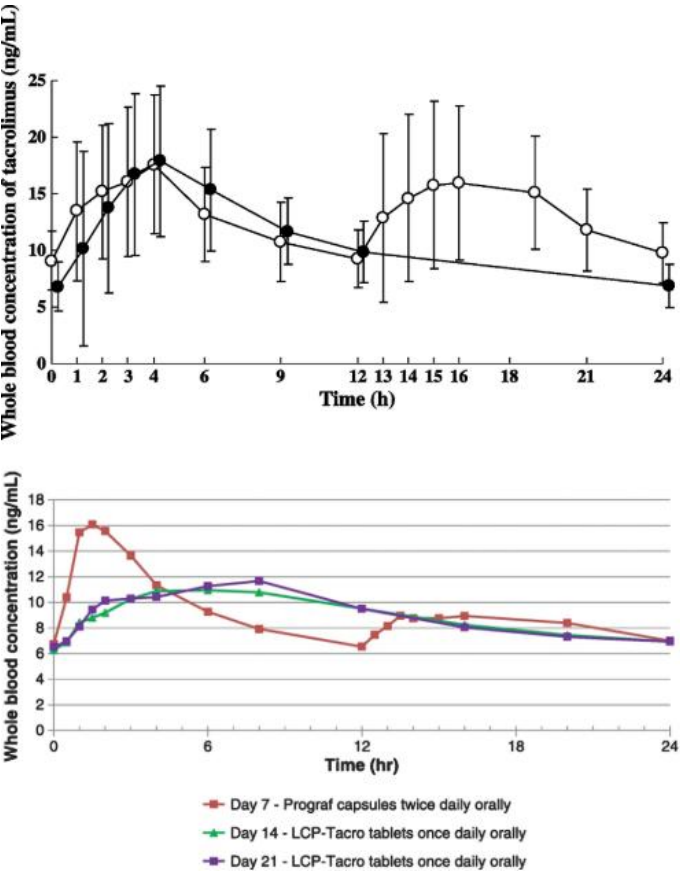 Whole blood concentration of tacrolimus (ng/mL)
25
20
15
10
5
0
0 1 2 3 4 6 9 12 13 14 15 16 18 21 24
Time (h)
Whole blood concentration (ng/mL)
18
16
14
12
10
8
6
4
2
0
0 6 12 18 24
Time (hr)
Day 7 - Prograf capsules twice daily orally
Day 14 - LCP-Tacro tablets once daily orally
Day 21 - LCP-Tacro tablets once daily orally